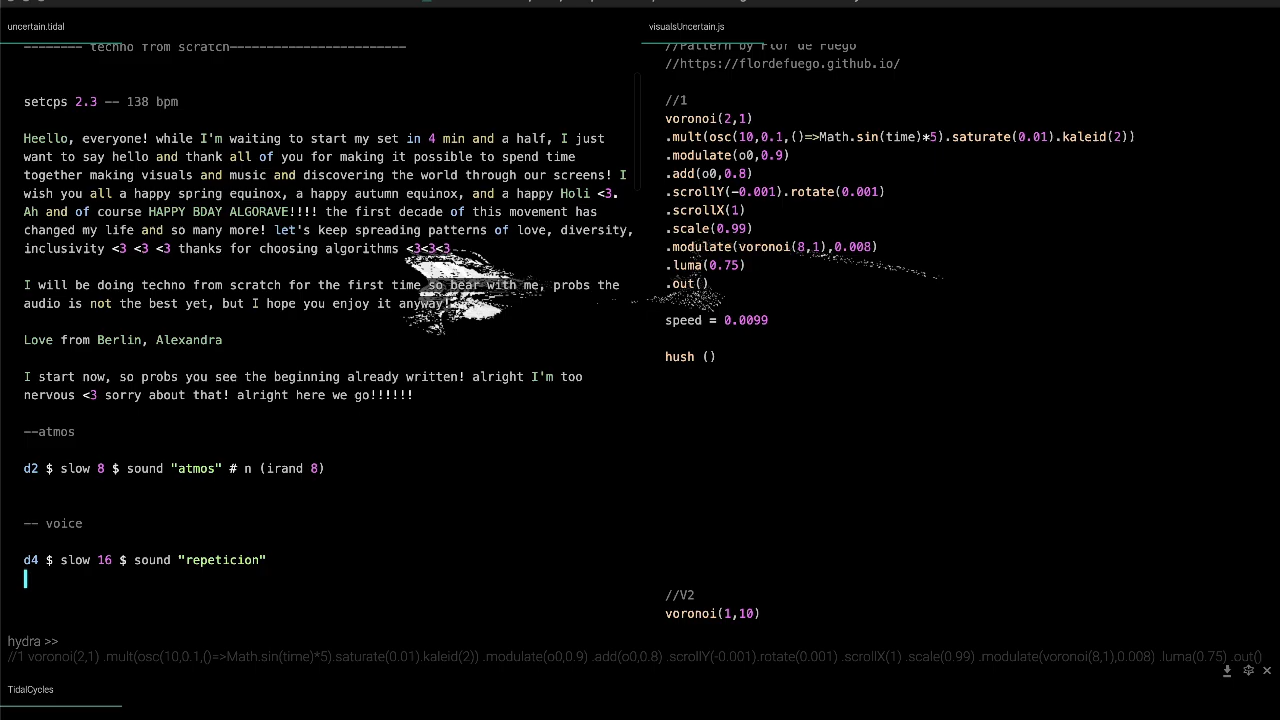 uncertain.tidal
-------- techno from scratch------------------------
setcps 2.3 -- 138 bpm
Heello, everyone! while I'm waiting to start my set in 4 min and a half, I just
want to say hello and thank all of you for making it possible to spend time
together making visuals and music and discovering the world through our screens! I
wish you all a happy spring equinox, a happy autumn equinox, and a happy Holi <3.
Ah and of course HAPPY BDAY ALGORAVE!!!! the first decade of this movement has
changed my life and so many more! let's keep spreading patterns of love, diversity,
inclusivity <3 <3 <3 thanks for choosing algorithms <3<3<3
I will be doing techno from scratch for the first time so bear with me, probs the
audio is not the best yet, but I hope you enjoy it anyway!
Love from Berlin, Alexandra
I start now, so probs you see the beginning already written! alright I'm too
nervous <3 sorry about that! alright here we go!!!!!!
--atmos
d2 $ slow 8 $ sound "atmos" # n (irand 8)
-- voice
d4 $ slow 16 $ sound "repeticion"
visualsUncertain.js
//Pattern by Flor de Fuego
//https://flordefuego.github.io/
//1
voronoi(2,1)
.mult(osc(10,0.1,()=>Math.sin(time)*5).saturate(0.01).kaleid(2))
.modulate(o0,0.9)
.add(o0,0.8)
.scrollY(-0.001).rotate(0.001)
.scrollX(1)
.scale(0.99)
.modulate(voronoi(8,1),0.008)
.luma(0.75)
.out()
speed = 0.0099
hush ()
//V2
voronoi(1,10)
hydra >>
//1 voronoi(2,1) .mult(osc(10,0.1,()=>Math.sin(time)*5).saturate(0.01).kaleid(2)) .modulate(o0,0.9) .add(o0,0.8) .scrollY(-0.001).rotate(0.001) .scrollX(1) .scale(0.99) .modulate(voronoi(8,1),0.008) .luma(0.75) .out()
TidalCycles